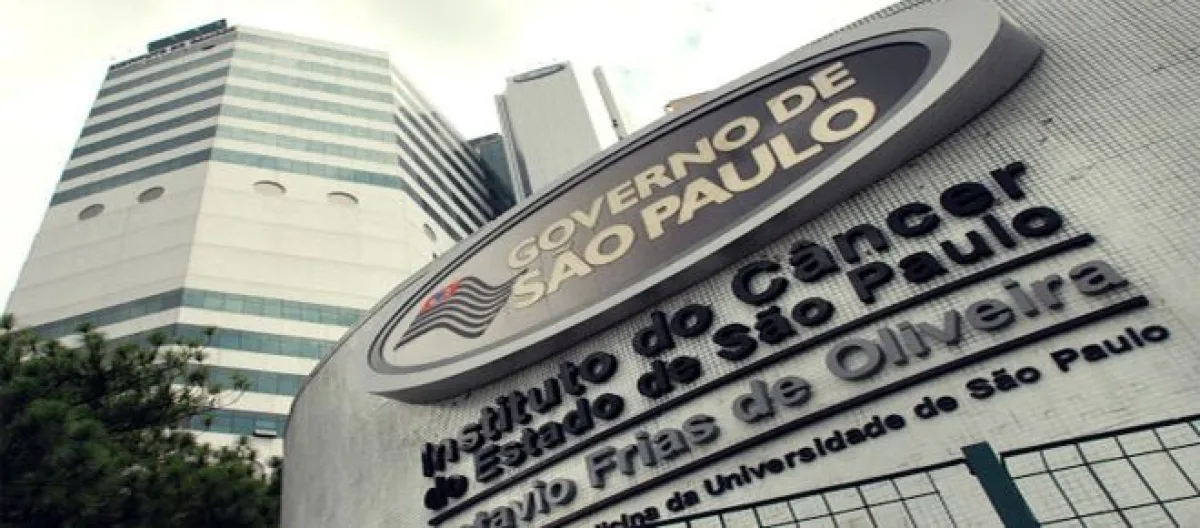 GOVERNO DE
SÃO PAULO
Instituto do Câncer
do Estado de São Paulo
Frias de Oliveira
da Universidade de São Paulo